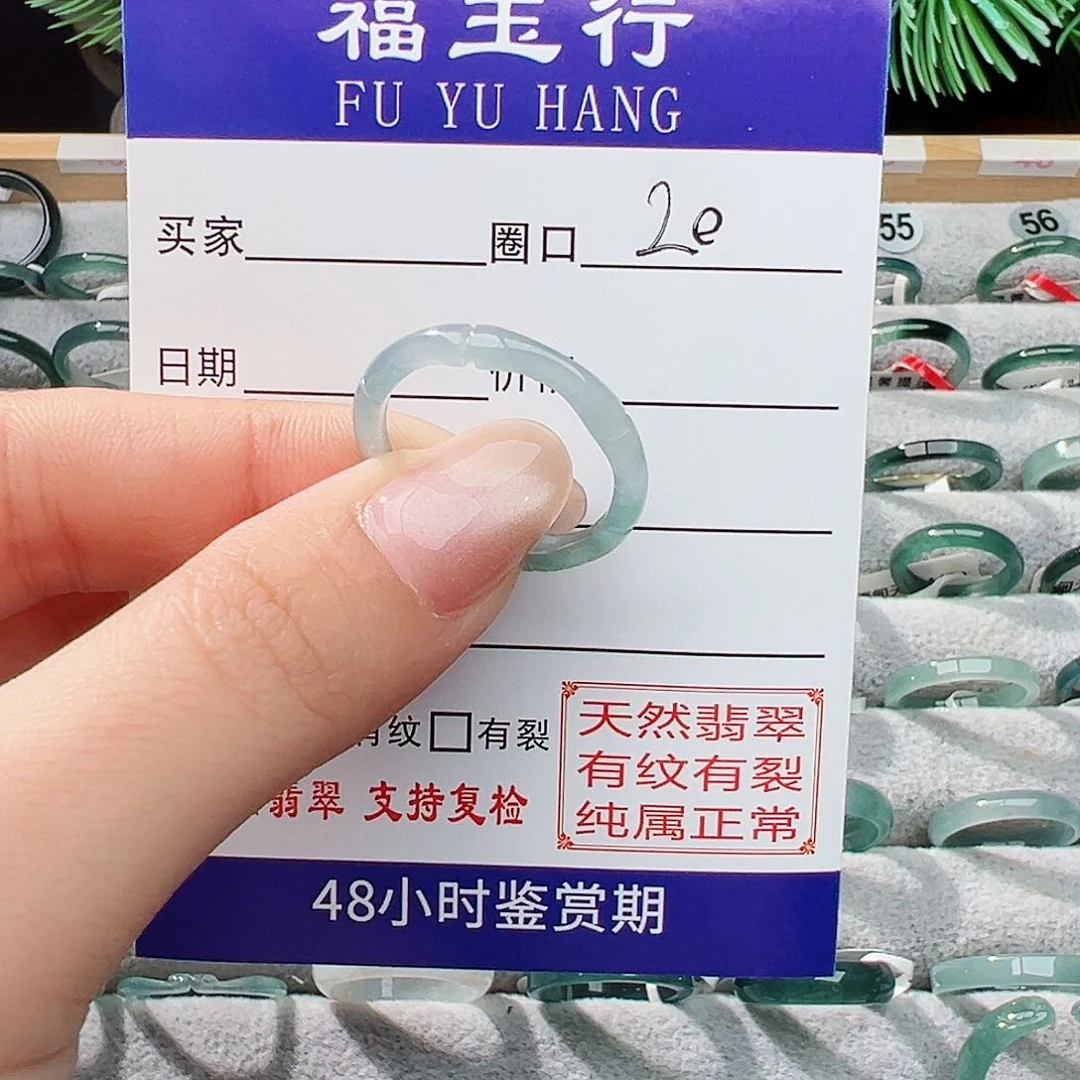 福玉行
FU YU HANG
买家 圈口 20
日期
有纹 有裂
翡翠 支持复检
天然翡翠
有纹有裂
纯属正常
48小时鉴赏期
55
56